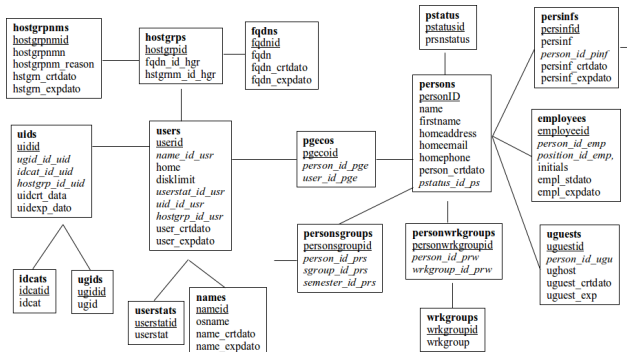 hostgrpnms
hostgrpnmid
hostgrpnmn
hostgrpnm_reason
hstgrn_crtdato
hstgrn_expdato
hostgrps
hostgrpid
fqdn_id_hgr
hstgrnm_id_hgr
fqdns
fqdnid
fqdn
fqdn_crtdato
fqdn_expdato
pstatus
pstatusid
prsnstatus
persinfs
persinfid
persinf
person_id_pinf
persinf_crtdato
persinf_expdato
uids
uidid
ugid_id_uid
idcat_id_uid
hostgrp_id_uid
uidcrt_data
uidexp_dato
users
userid
name_id_usr
home
disklimit
userstat_id_usr
uid_id_usr
hostgrp_id_usr
user_crtdato
user_expdato
pgecos
pgecoid
person_id_pge
user_id_pge
persons
personID
name
firstname
homeaddress
homeemail
homephone
person_crtdato
pstatus_id_ps
employees
employeeid
person_id_emp
position_id_emp,
initials
empl_stdato
empl_expdato
personsgroups
personsgroupid
person_id_prs
sgroup_id_prs
semester_id_prs
personwrkgroups
personwrkgroupid
person_id_prw
wrkgroup_id_prw
uguests
uguestid
person_id_ugu
ughost
uguest_crtdato
uguest_exp
idcats
idcatid
idcat
ugids
ugidid
ugid
userstats
userstatid
userstat
names
nameid
osname
name_crtdato
name_expdato
wrkgroups
wrkgroupid
wrkgroup